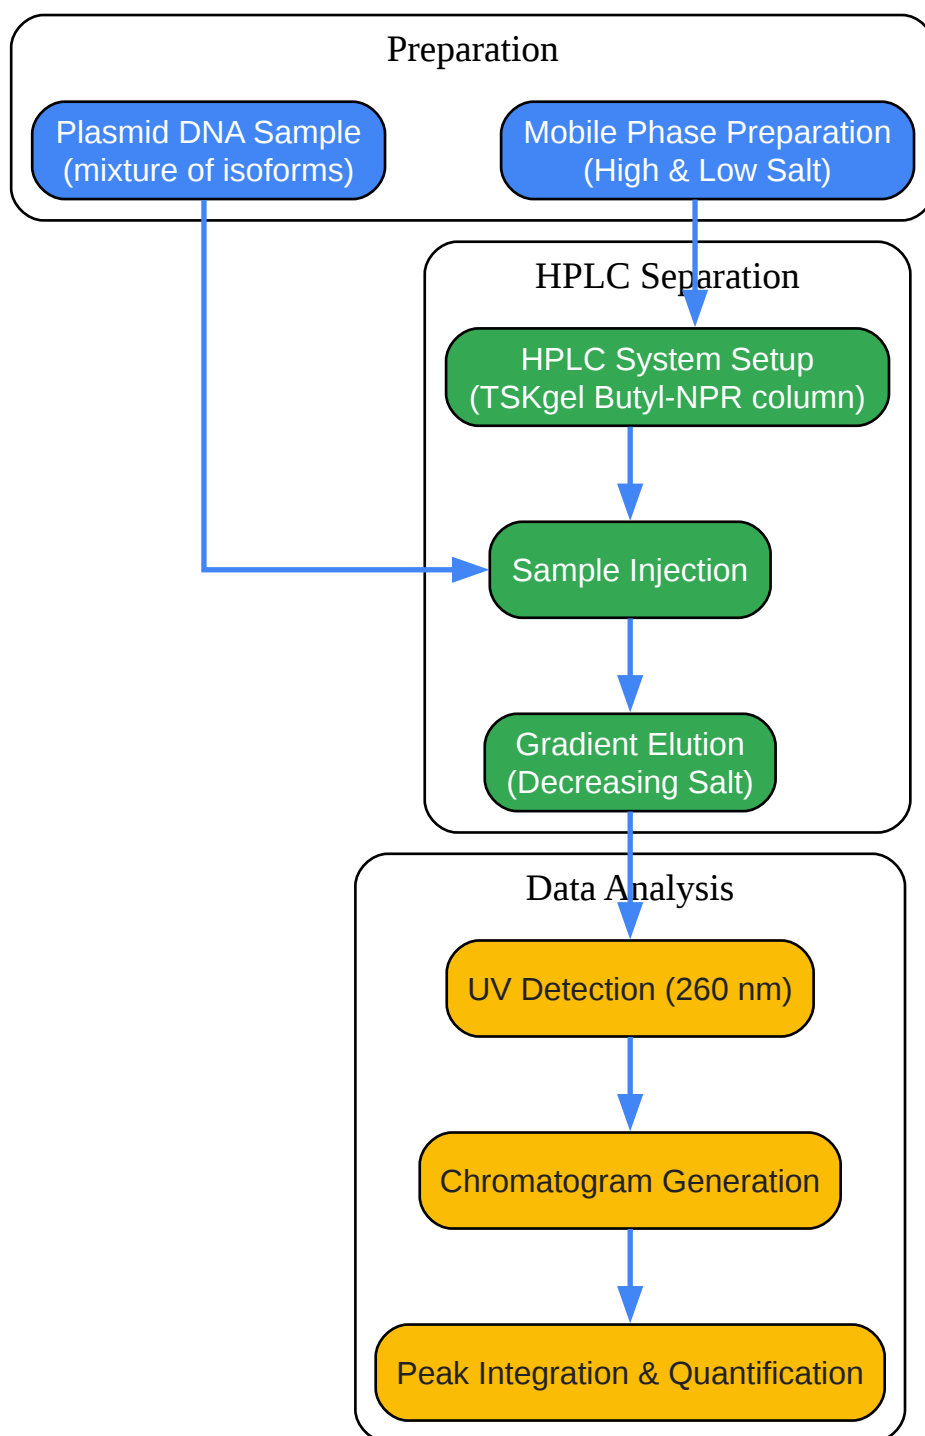 Preparation
Plasmid DNA Sample
(mixture of isoforms)
Mobile Phase Preparation
(High & Low Salt)
HPLC Separation
HPLC System Setup
(TSKgel Butyl-NPR column)
Sample Injection
Gradient Elution
(Decreasing Salt)
Data Analysis
UV Detection (260 nm)
Chromatogram Generation
Peak Integration & Quantification